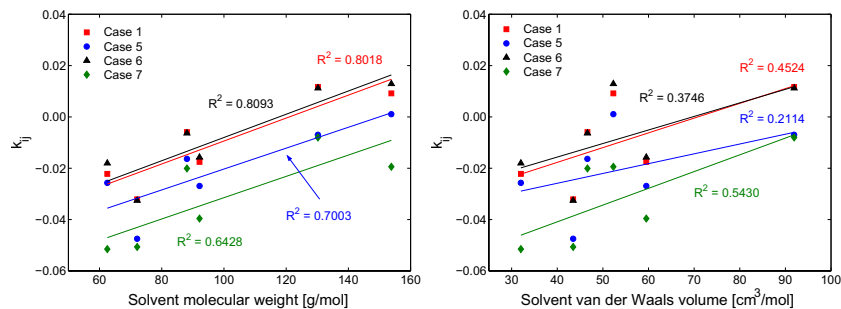 0.04
0.02
0.00
−0.02
−0.04
−0.06
k_ij
Case 1
Case 5
Case 6
Case 7
R² = 0.8018
R² = 0.8093
R² = 0.7003
R² = 0.6428
50 60 80 100 120 140 160
Solvent molecular weight [g/mol]
0.04
0.02
0.00
−0.02
−0.04
−0.06
k_ij
Case 1
Case 5
Case 6
Case 7
R² = 0.4524
R² = 0.3746
R² = 0.2114
R² = 0.5430
30 40 50 60 70 80 90 100
Solvent van der Waals volume [cm³/mol]